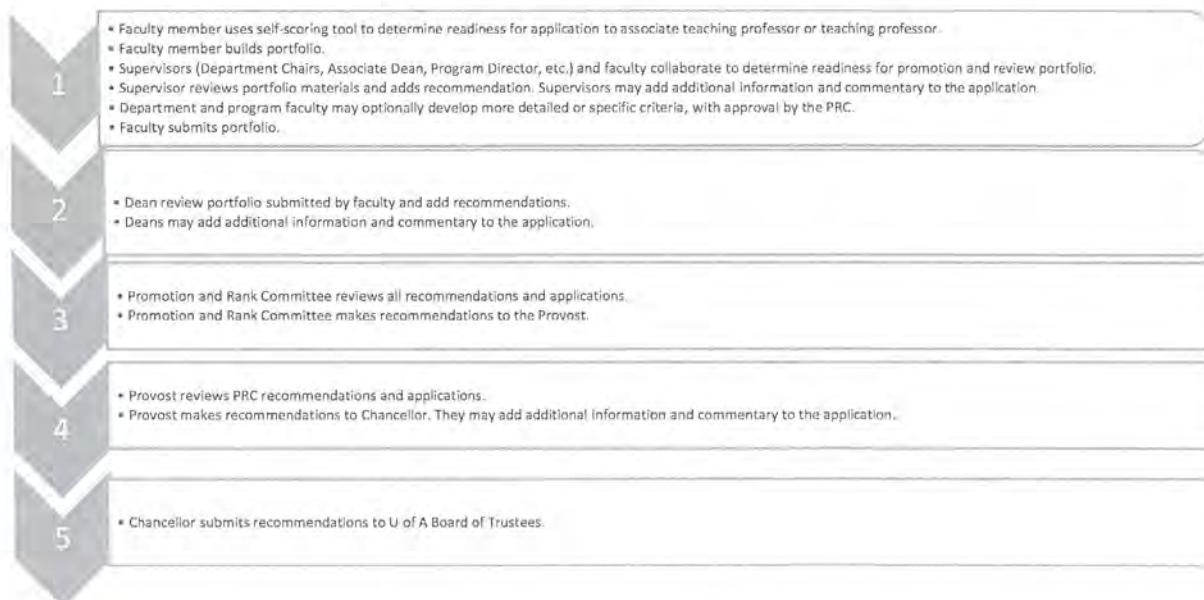 1
• Faculty member uses self-scoring tool to determine readiness for application to associate teaching professor or teaching professor.
• Faculty member builds portfolio.
• Supervisors (Department Chairs, Associate Dean, Program Director, etc.) and faculty collaborate to determine readiness for promotion and review portfolio.
• Supervisor reviews portfolio materials and adds recommendation. Supervisors may add additional information and commentary to the application.
• Department and program faculty may optionally develop more detailed or specific criteria, with approval by the PRC.
• Faculty submits portfolio.
2
• Dean review portfolio submitted by faculty and add recommendations.
• Deans may add additional information and commentary to the application.
3
• Promotion and Rank Committee reviews all recommendations and applications.
• Promotion and Rank Committee makes recommendations to the Provost.
4
• Provost reviews PRC recommendations and applications.
• Provost makes recommendations to Chancellor. They may add additional information and commentary to the application.
5
• Chancellor submits recommendations to U of A Board of Trustees.